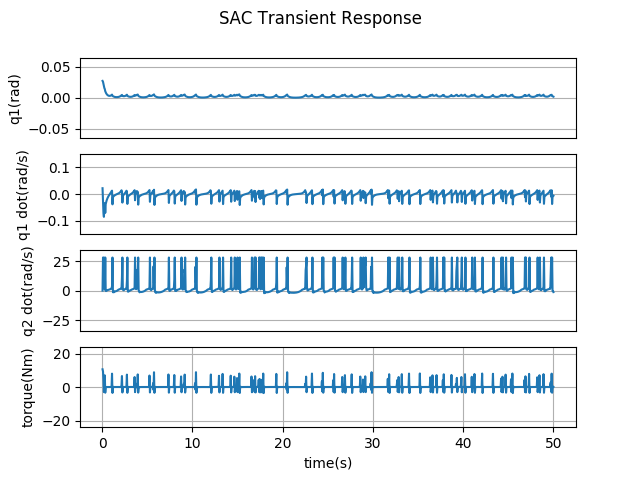 SAC Transient Response
q1(rad)
0.05
0.00
−0.05
q1 dot(rad/s)
0.1
0.0
−0.1
q2 dot(rad/s)
25
0
−25
torque(Nm)
20
0
−20
0 10 20 30 40 50
time(s)